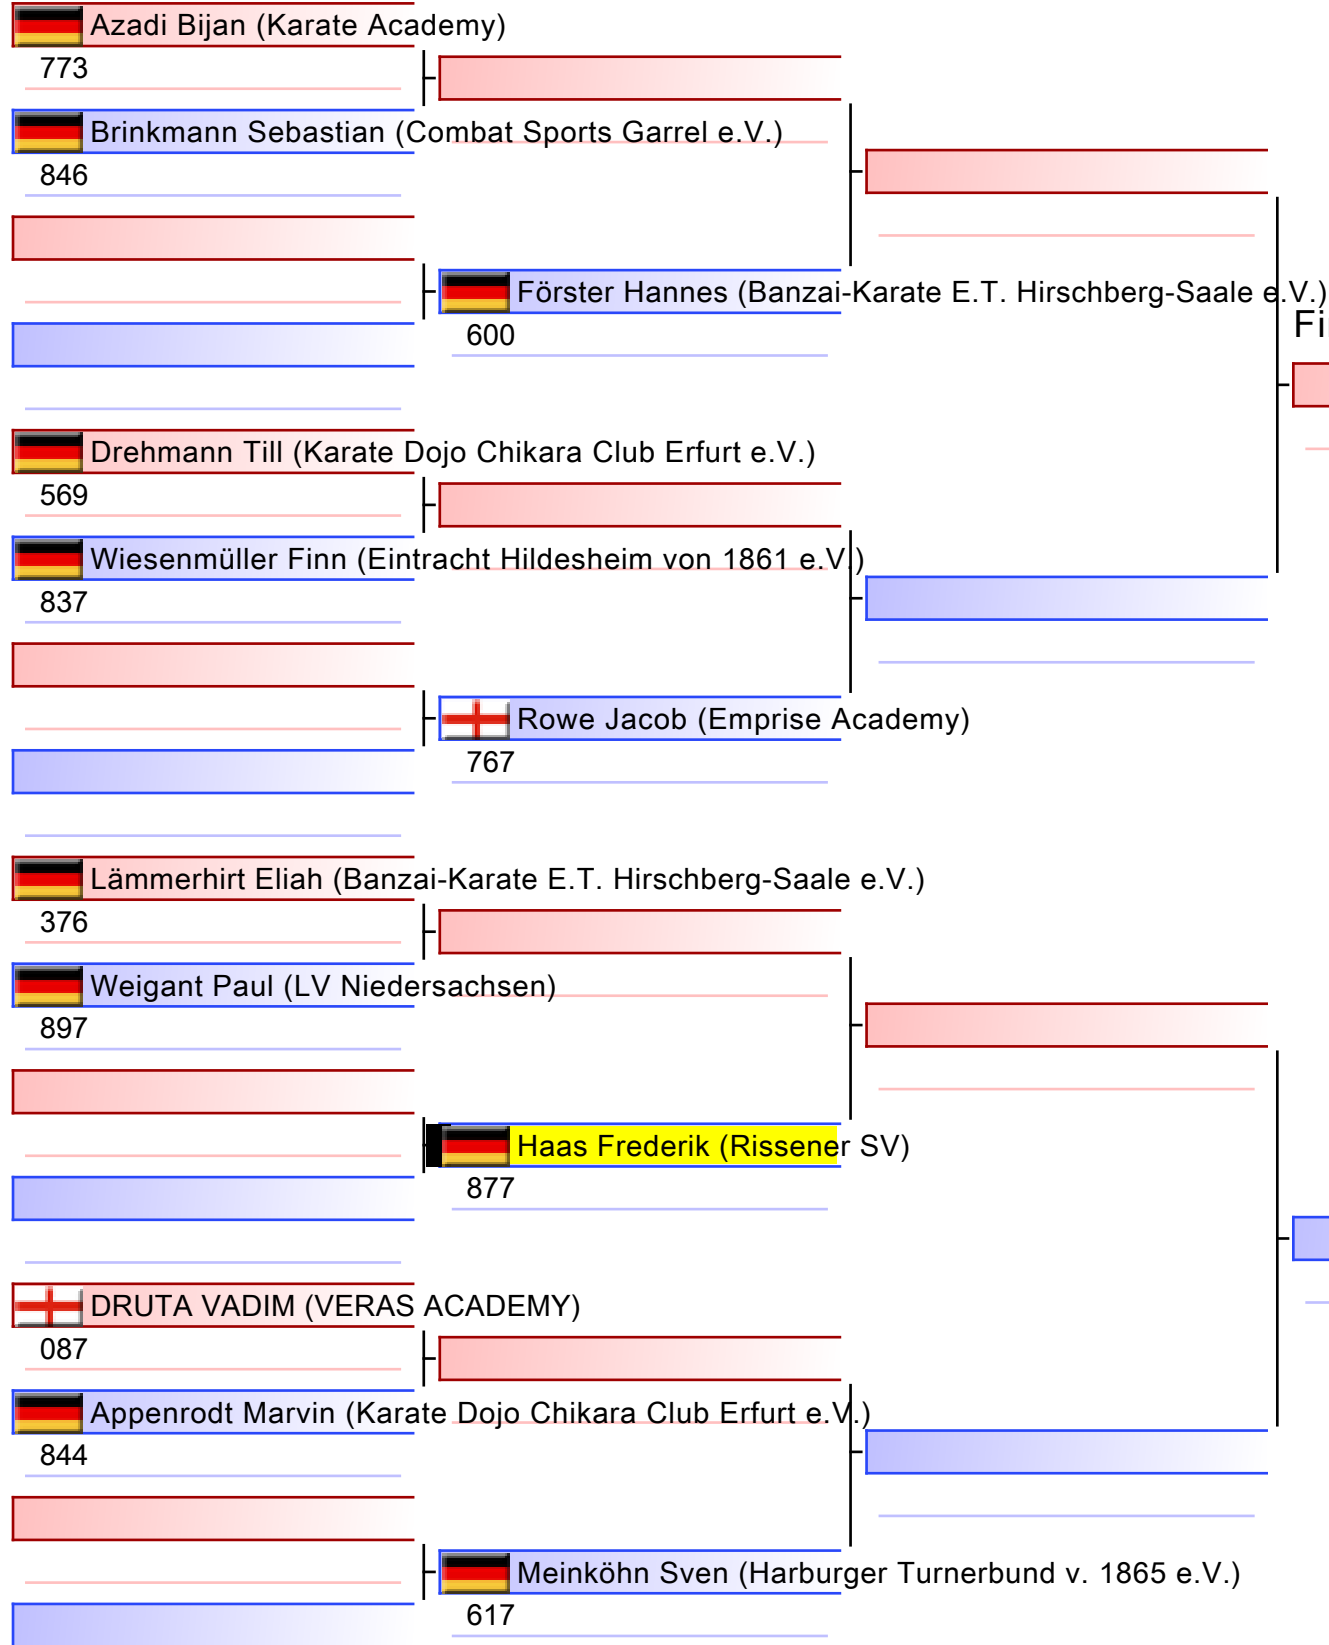 Azadi Bijan (Karate Academy)
773
Brinkmann Sebastian (Combat Sports Garrel e.V.)
846
Förster Hannes (Banzai-Karate E.T. Hirschberg-Saale e.V.)
600
Drehmann Till (Karate Dojo Chikara Club Erfurt e.V.)
569
Wiesenmüller Finn (Eintracht Hildesheim von 1861 e.V.)
837
Rowe Jacob (Emprise Academy)
767
Lämmerhirt Eliah (Banzai-Karate E.T. Hirschberg-Saale e.V.)
376
Weigant Paul (LV Niedersachsen)
897
Haas Frederik (Rissener SV)
877
DRUTA VADIM (VERAS ACADEMY)
087
Appenrodt Marvin (Karate Dojo Chikara Club Erfurt e.V.)
844
Meinköhn Sven (Harburger Turnerbund v. 1865 e.V.)
617